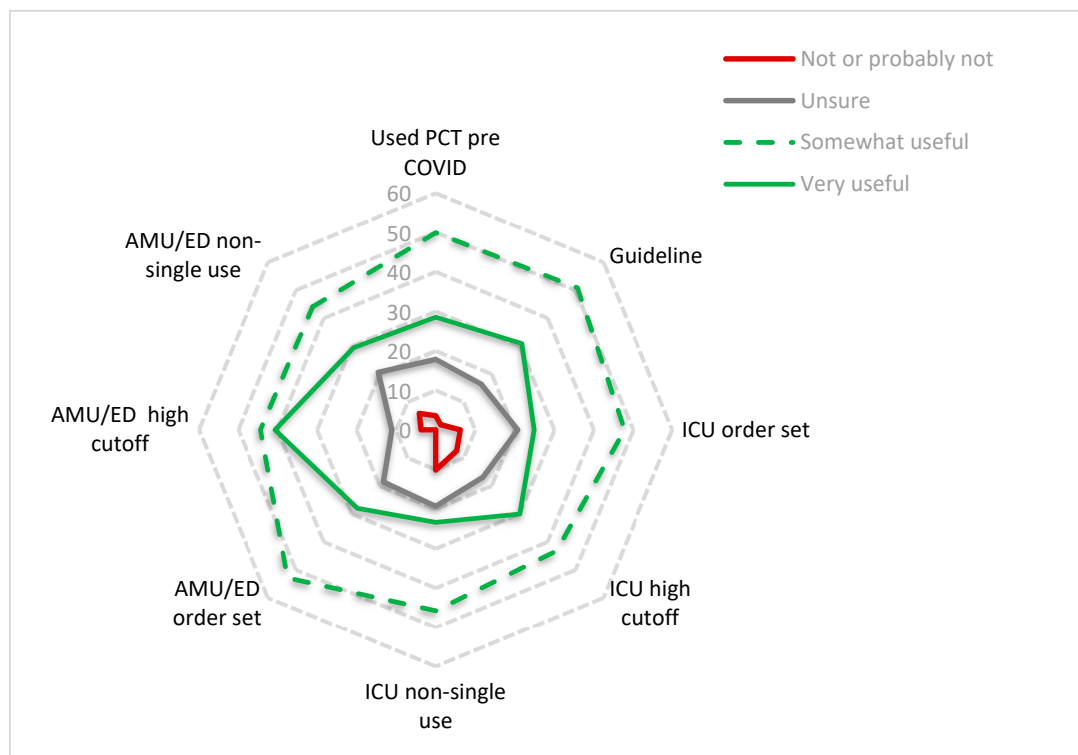 Not or probably not
Unsure
Somewhat useful
Very useful
Used PCT pre
COVID
60
50
40
30
20
10
0
Guideline
ICU order set
ICU high
cutoff
ICU non-single
use
AMU/ED
order set
AMU/ED  high
cutoff
AMU/ED non-
single use